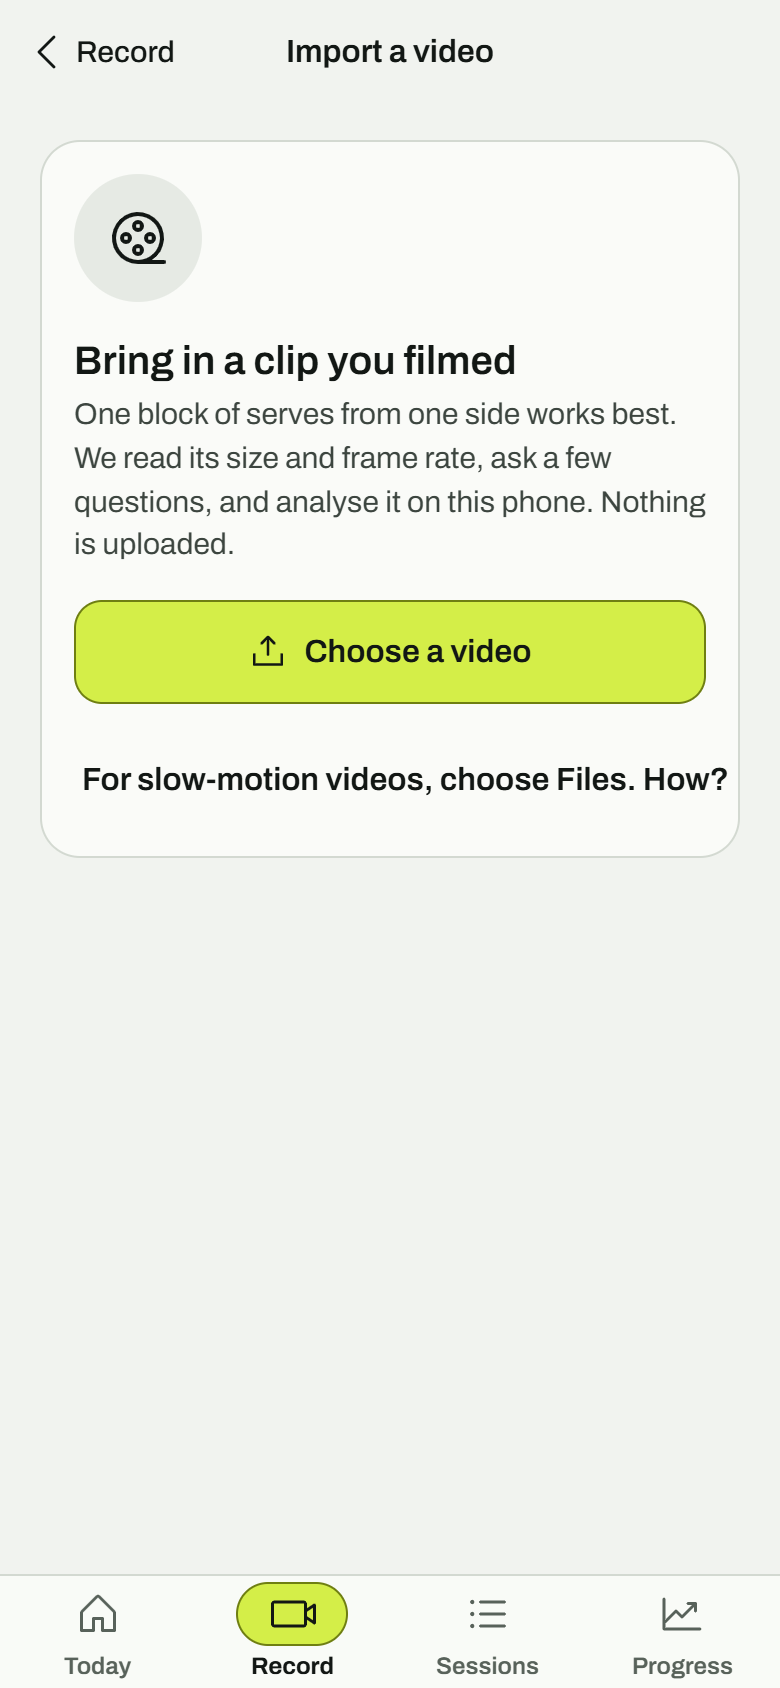 Record
Import a video
Bring in a clip you filmed
One block of serves from one side works best.
We read its size and frame rate, ask a few
questions, and analyse it on this phone. Nothing
is uploaded.
Choose a video
For slow-motion videos, choose Files. How?
Today
Record
Sessions
Progress